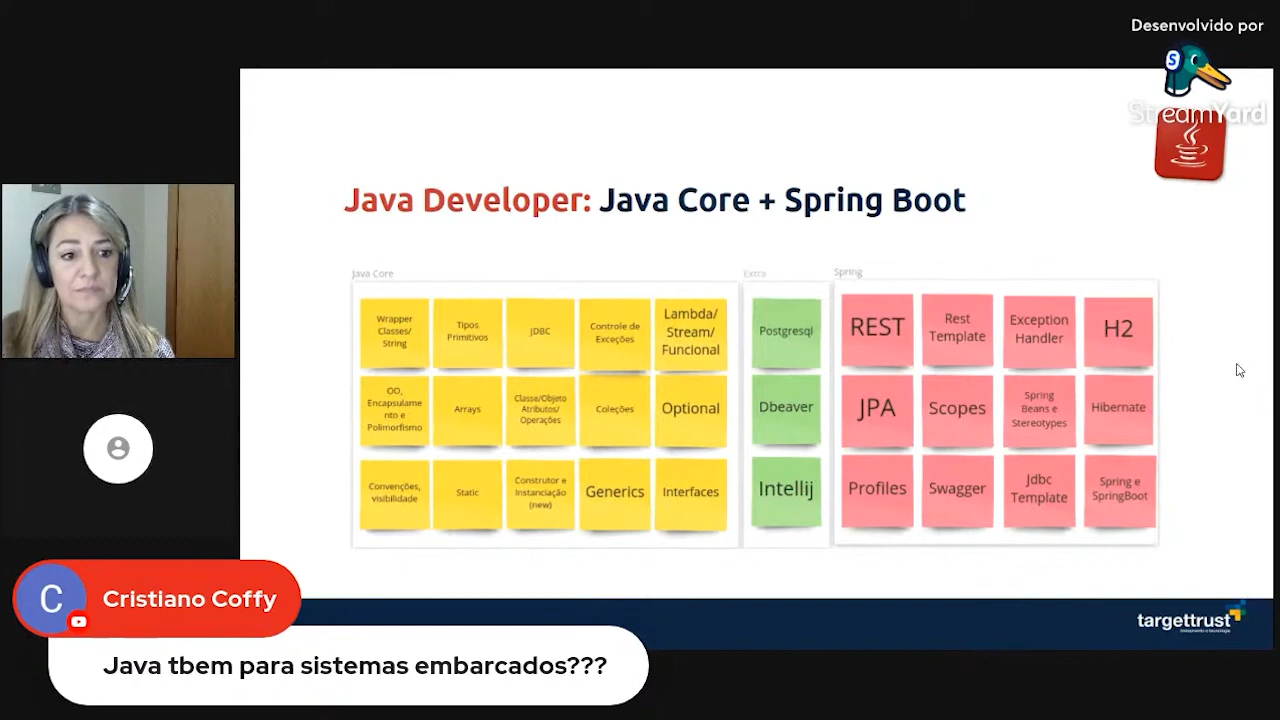 Desenvolvido por
S
StreamYard
Java Developer: Java Core + Spring Boot
Java Core
Wrapper
Classes/
String
Tipos
Primitivos
JDBC
Controle de
Exceções
Lambda/
Stream/
Funcional
OO,
Encapsulame
nto e
Polimorfismo
Arrays
Classe/Objeto
Atributos/
Operações
Coleções
Optional
Convenções,
visibilidade
Static
Construtor e
Instanciação
(new)
Generics
Interfaces
Extra
Postgresql
Dbeaver
Intellij
Spring
REST
Rest
Template
Exception
Handler
H2
JPA
Scopes
Spring
Beans e
Stereotypes
Hibernate
Profiles
Swagger
Jdbc
Template
Spring e
SpringBoot
targettrust
treinamento e tecnologia
C
Cristiano Coffy
Java tbem para sistemas embarcados???